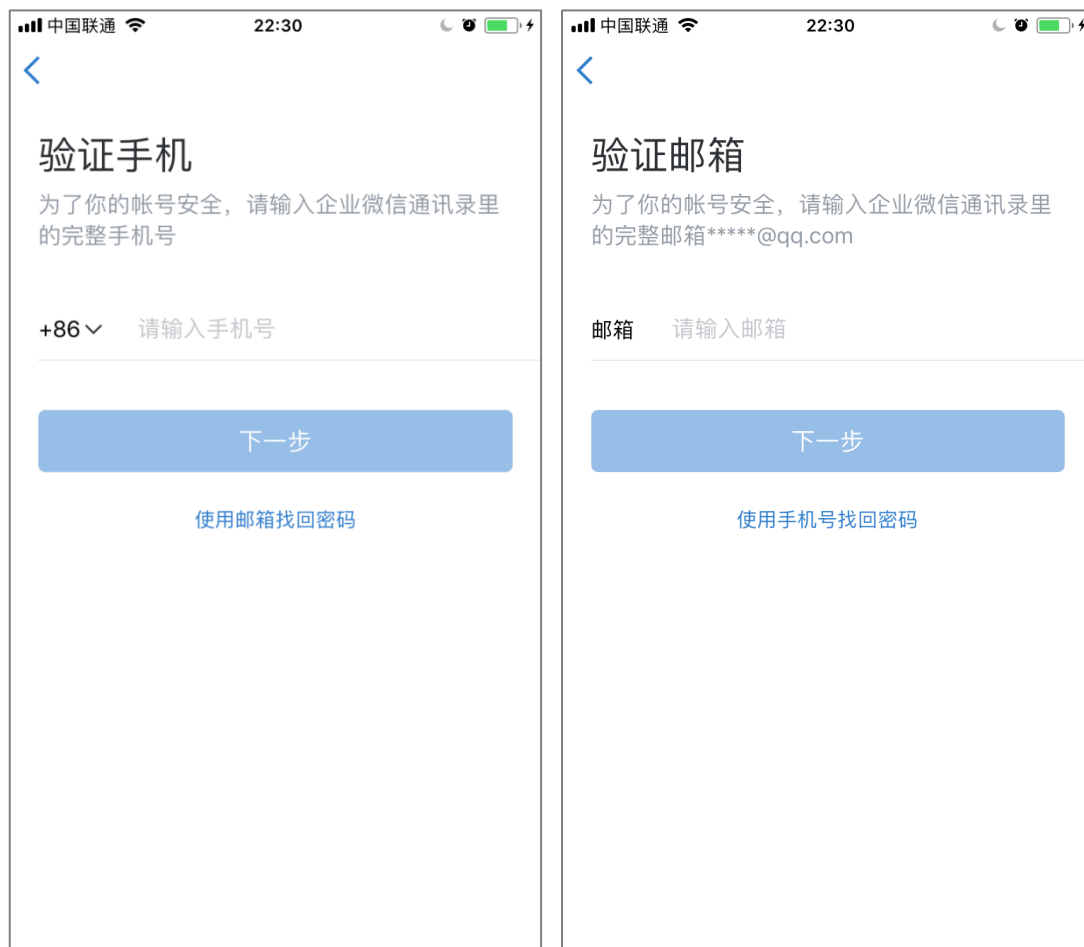 中国联通 22:30
验证手机
为了你的帐号安全，请输入企业微信通讯录里
的完整手机号
+86 请输入手机号
下一步
使用邮箱找回密码
中国联通 22:30
验证邮箱
为了你的帐号安全，请输入企业微信通讯录里
的完整邮箱*****@qq.com
邮箱 请输入邮箱
下一步
使用手机号找回密码